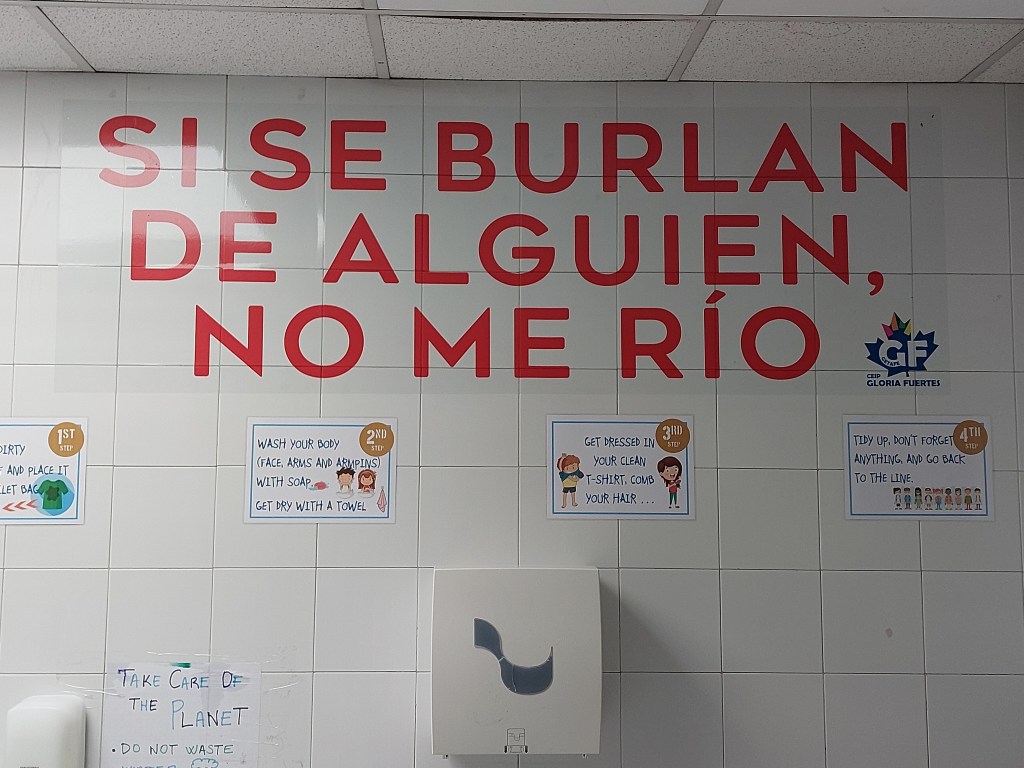 SI SE BURLAN
DE ALGUIEN,
NO ME RÍO
GF
CEIP
GLORIA FUERTES
1ST
STEP
DIRTY
AND PLACE IT
2ND
STEP
WASH YOUR BODY
(FACE, ARMS AND ARMPINS)
WITH SOAP.
GET DRY WITH A TOWEL
3RD
STEP
GET DRESSED IN
YOUR CLEAN
T-SHIRT, COMB
YOUR HAIR ...
4TH
STEP
TIDY UP, DON'T FORGET
ANYTHING, AND GO BACK
TO THE LINE.
TAKE CARE OF
THE PLANET
• DO NOT WASTE